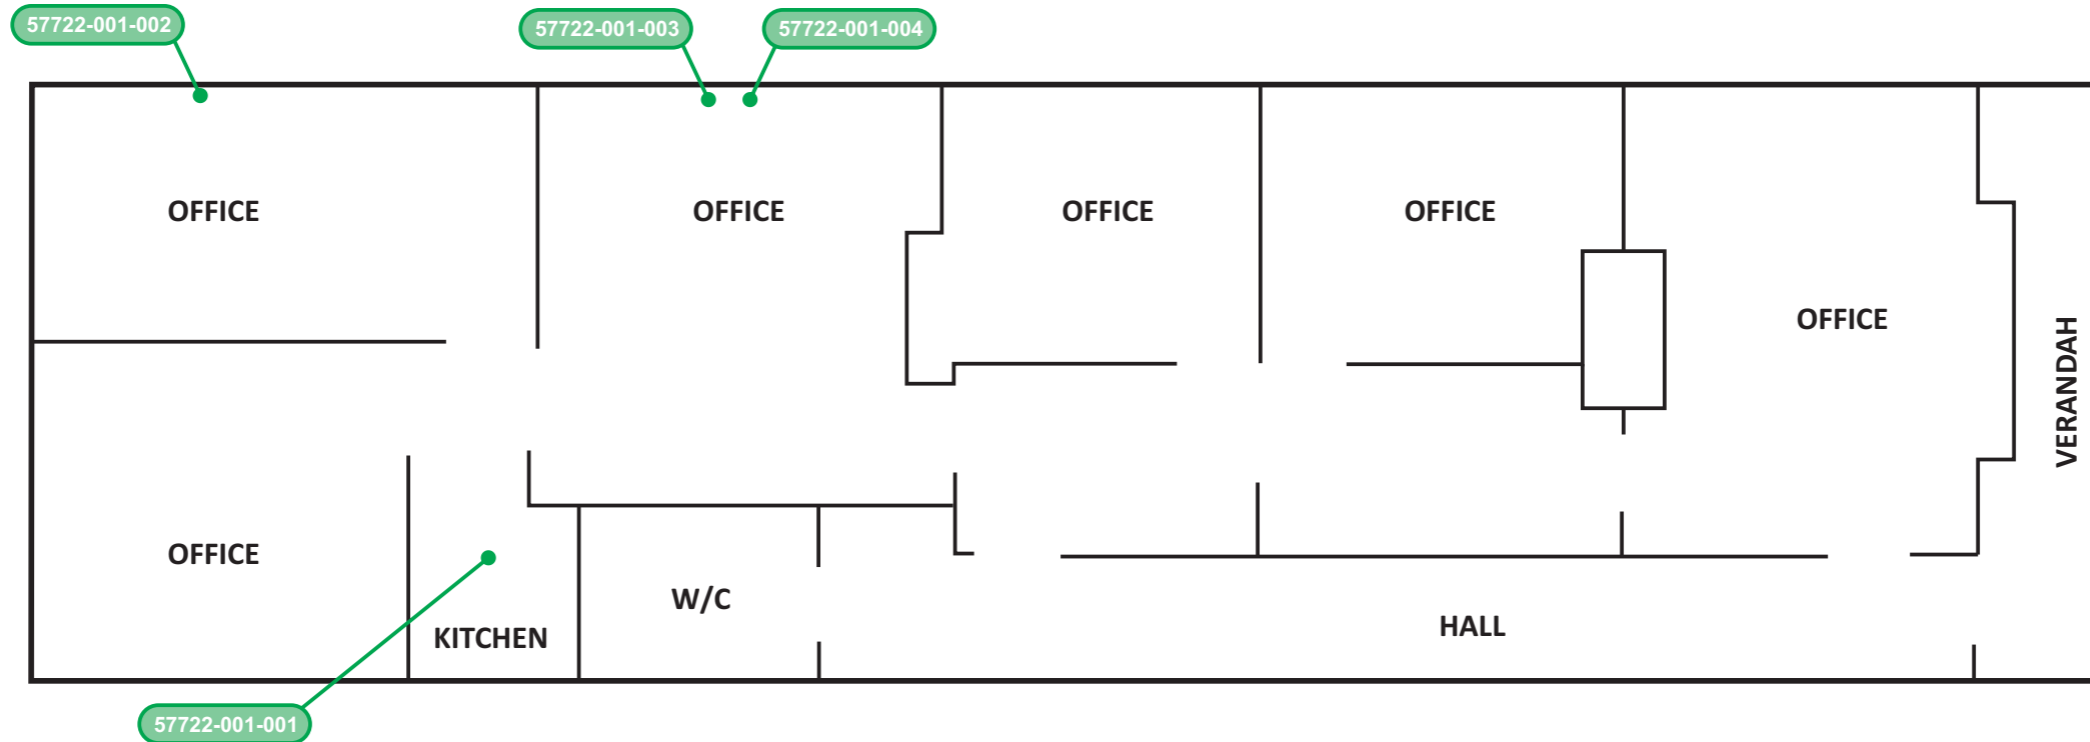 57722-001-002
57722-001-003
57722-001-004
OFFICE
OFFICE
OFFICE
OFFICE
OFFICE
VERANDAH
OFFICE
W/C
KITCHEN
HALL
57722-001-001